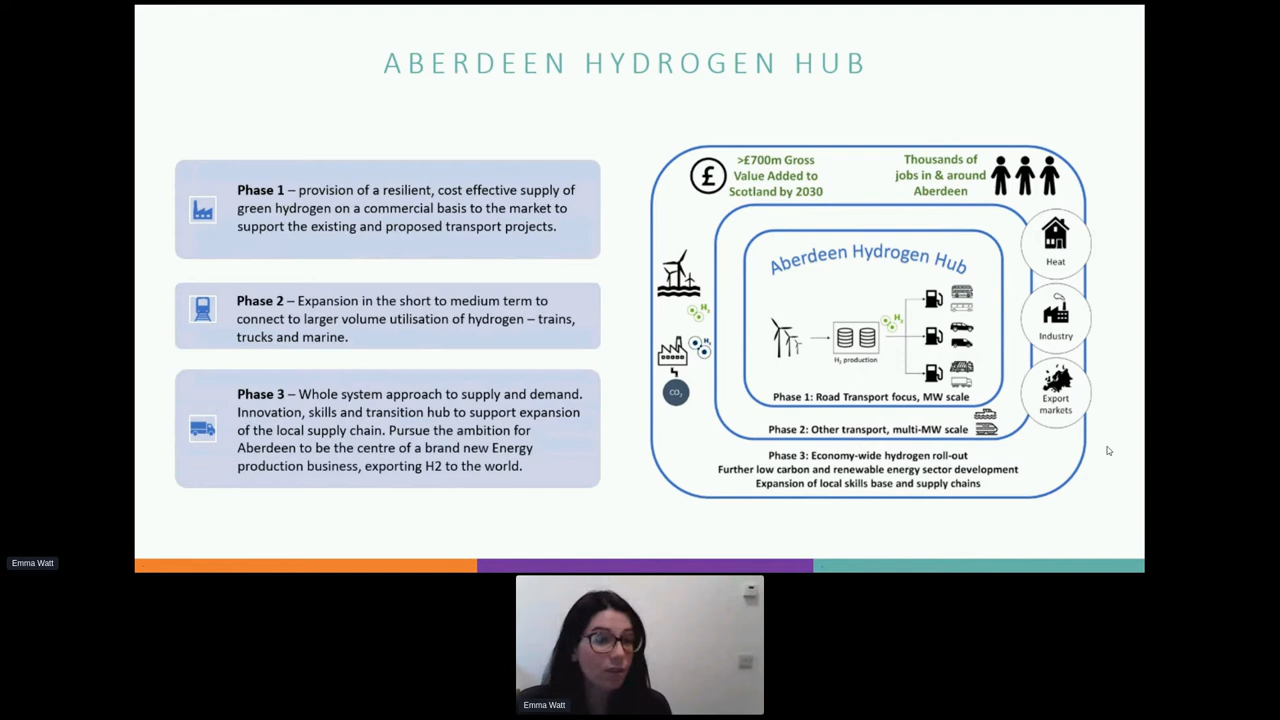 ABERDEEN HYDROGEN HUB
Phase 1 – provision of a resilient, cost effective supply of
green hydrogen on a commercial basis to the market to
support the existing and proposed transport projects.
Phase 2 – Expansion in the short to medium term to
connect to larger volume utilisation of hydrogen – trains,
trucks and marine.
Phase 3 – Whole system approach to supply and demand.
Innovation, skills and transition hub to support expansion
of the local supply chain. Pursue the ambition for
Aberdeen to be the centre of a brand new Energy
production business, exporting H2 to the world.
£
>£700m Gross
Value Added to
Scotland by 2030
Thousands of
jobs in & around
Aberdeen
Heat
Industry
Export
markets
Aberdeen Hydrogen Hub
H₂
H₂
H₂
CO₂
H₂ production
Phase 1: Road Transport focus, MW scale
Phase 2: Other transport, multi-MW scale
Phase 3: Economy-wide hydrogen roll-out
Further low carbon and renewable energy sector development
Expansion of local skills base and supply chains
Emma Watt
Emma Watt